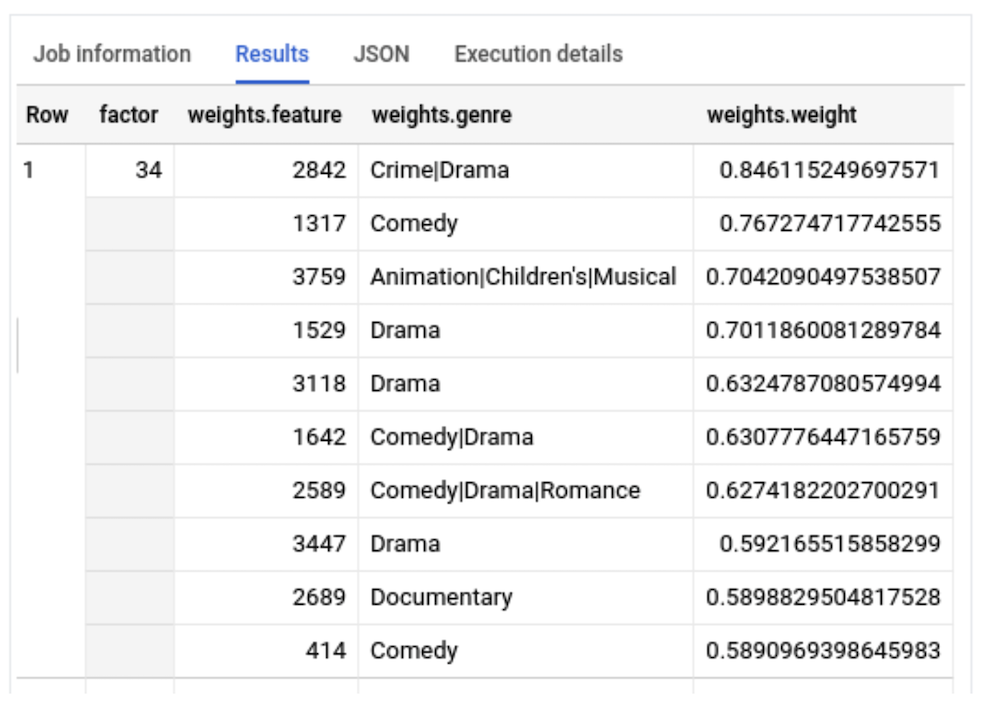 Job information Results JSON Execution details
Row factor weights.feature weights.genre weights.weight
1 34 2842 Crime|Drama 0.846115249697571
1317 Comedy 0.767274717742555
3759 Animation|Children's|Musical 0.7042090497538507
1529 Drama 0.7011860081289784
3118 Drama 0.6324787080574994
1642 Comedy|Drama 0.6307776447165759
2589 Comedy|Drama|Romance 0.6274182202700291
3447 Drama 0.592165515858299
2689 Documentary 0.5898829504817528
414 Comedy 0.5890969398645983